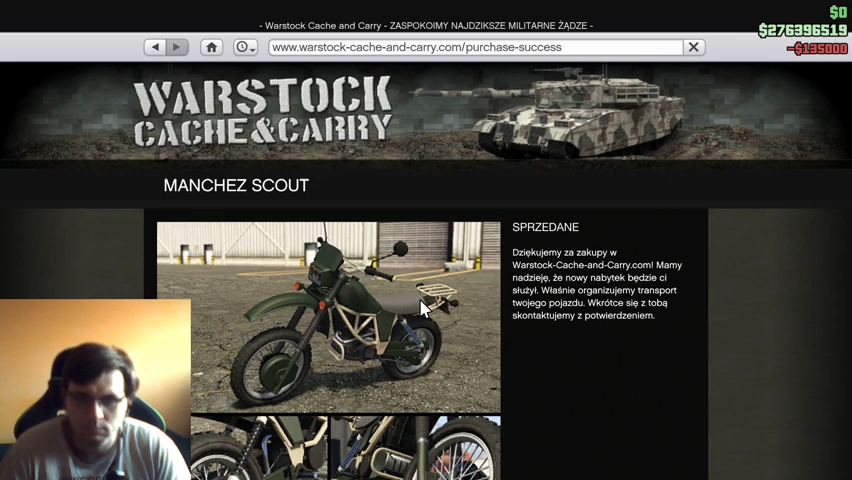 $0
- Warstock Cache and Carry - ZASPOKOIMY NAJDZIKSZE MILITARNE ŻĄDZE -
$276396519
www.warstock-cache-and-carry.com/purchase-success
-$135000
WARSTOCK
CACHE&CARRY
MANCHEZ SCOUT
SPRZEDANE
Dziękujemy za zakupy w
Warstock-Cache-and-Carry.com! Mamy
nadzieję, że nowy nabytek będzie ci
służył. Właśnie organizujemy transport
twojego pojazdu. Wkrótce się z tobą
skontaktujemy z potwierdzeniem.